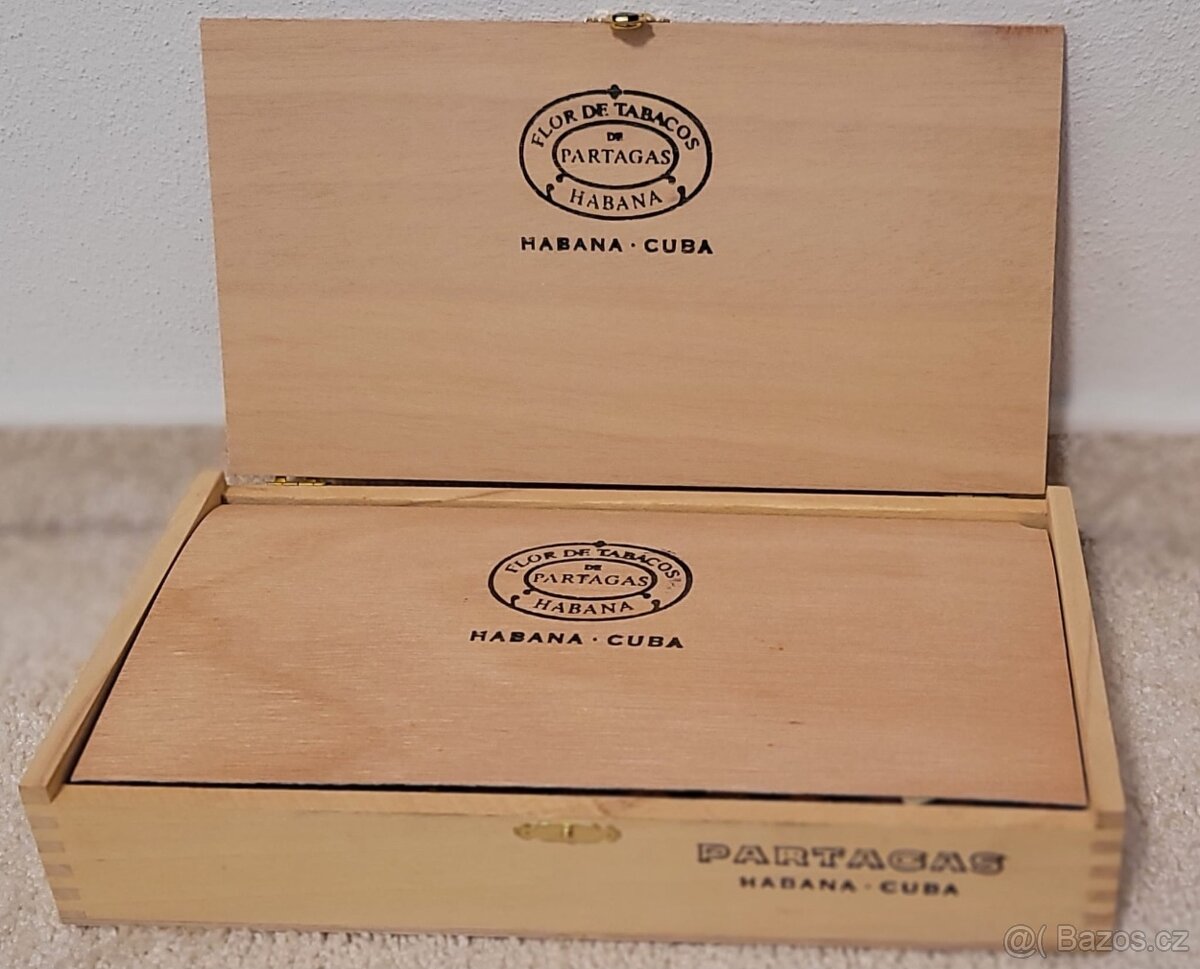 FLOR DE TABACOS
DE
PARTAGAS
HABANA
HABANA · CUBA
FLOR DE TABACOS
DE
PARTAGAS
HABANA
HABANA · CUBA
PARTAGAS
HABANA · CUBA
@( Bazos.cz